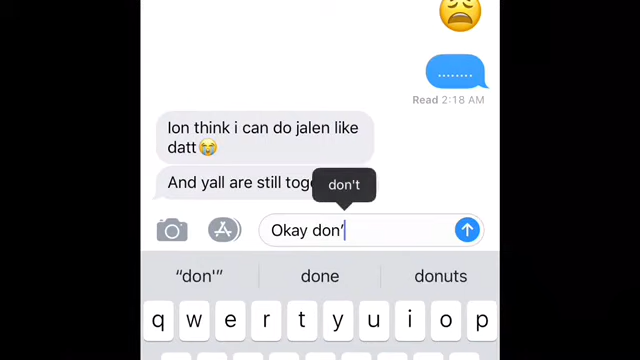 ........
Read 2:18 AM
Ion think i can do jalen like
datt😭
And yall are still
don't
Okay don’
“don'”
done
donuts
q w e r t y u i o p